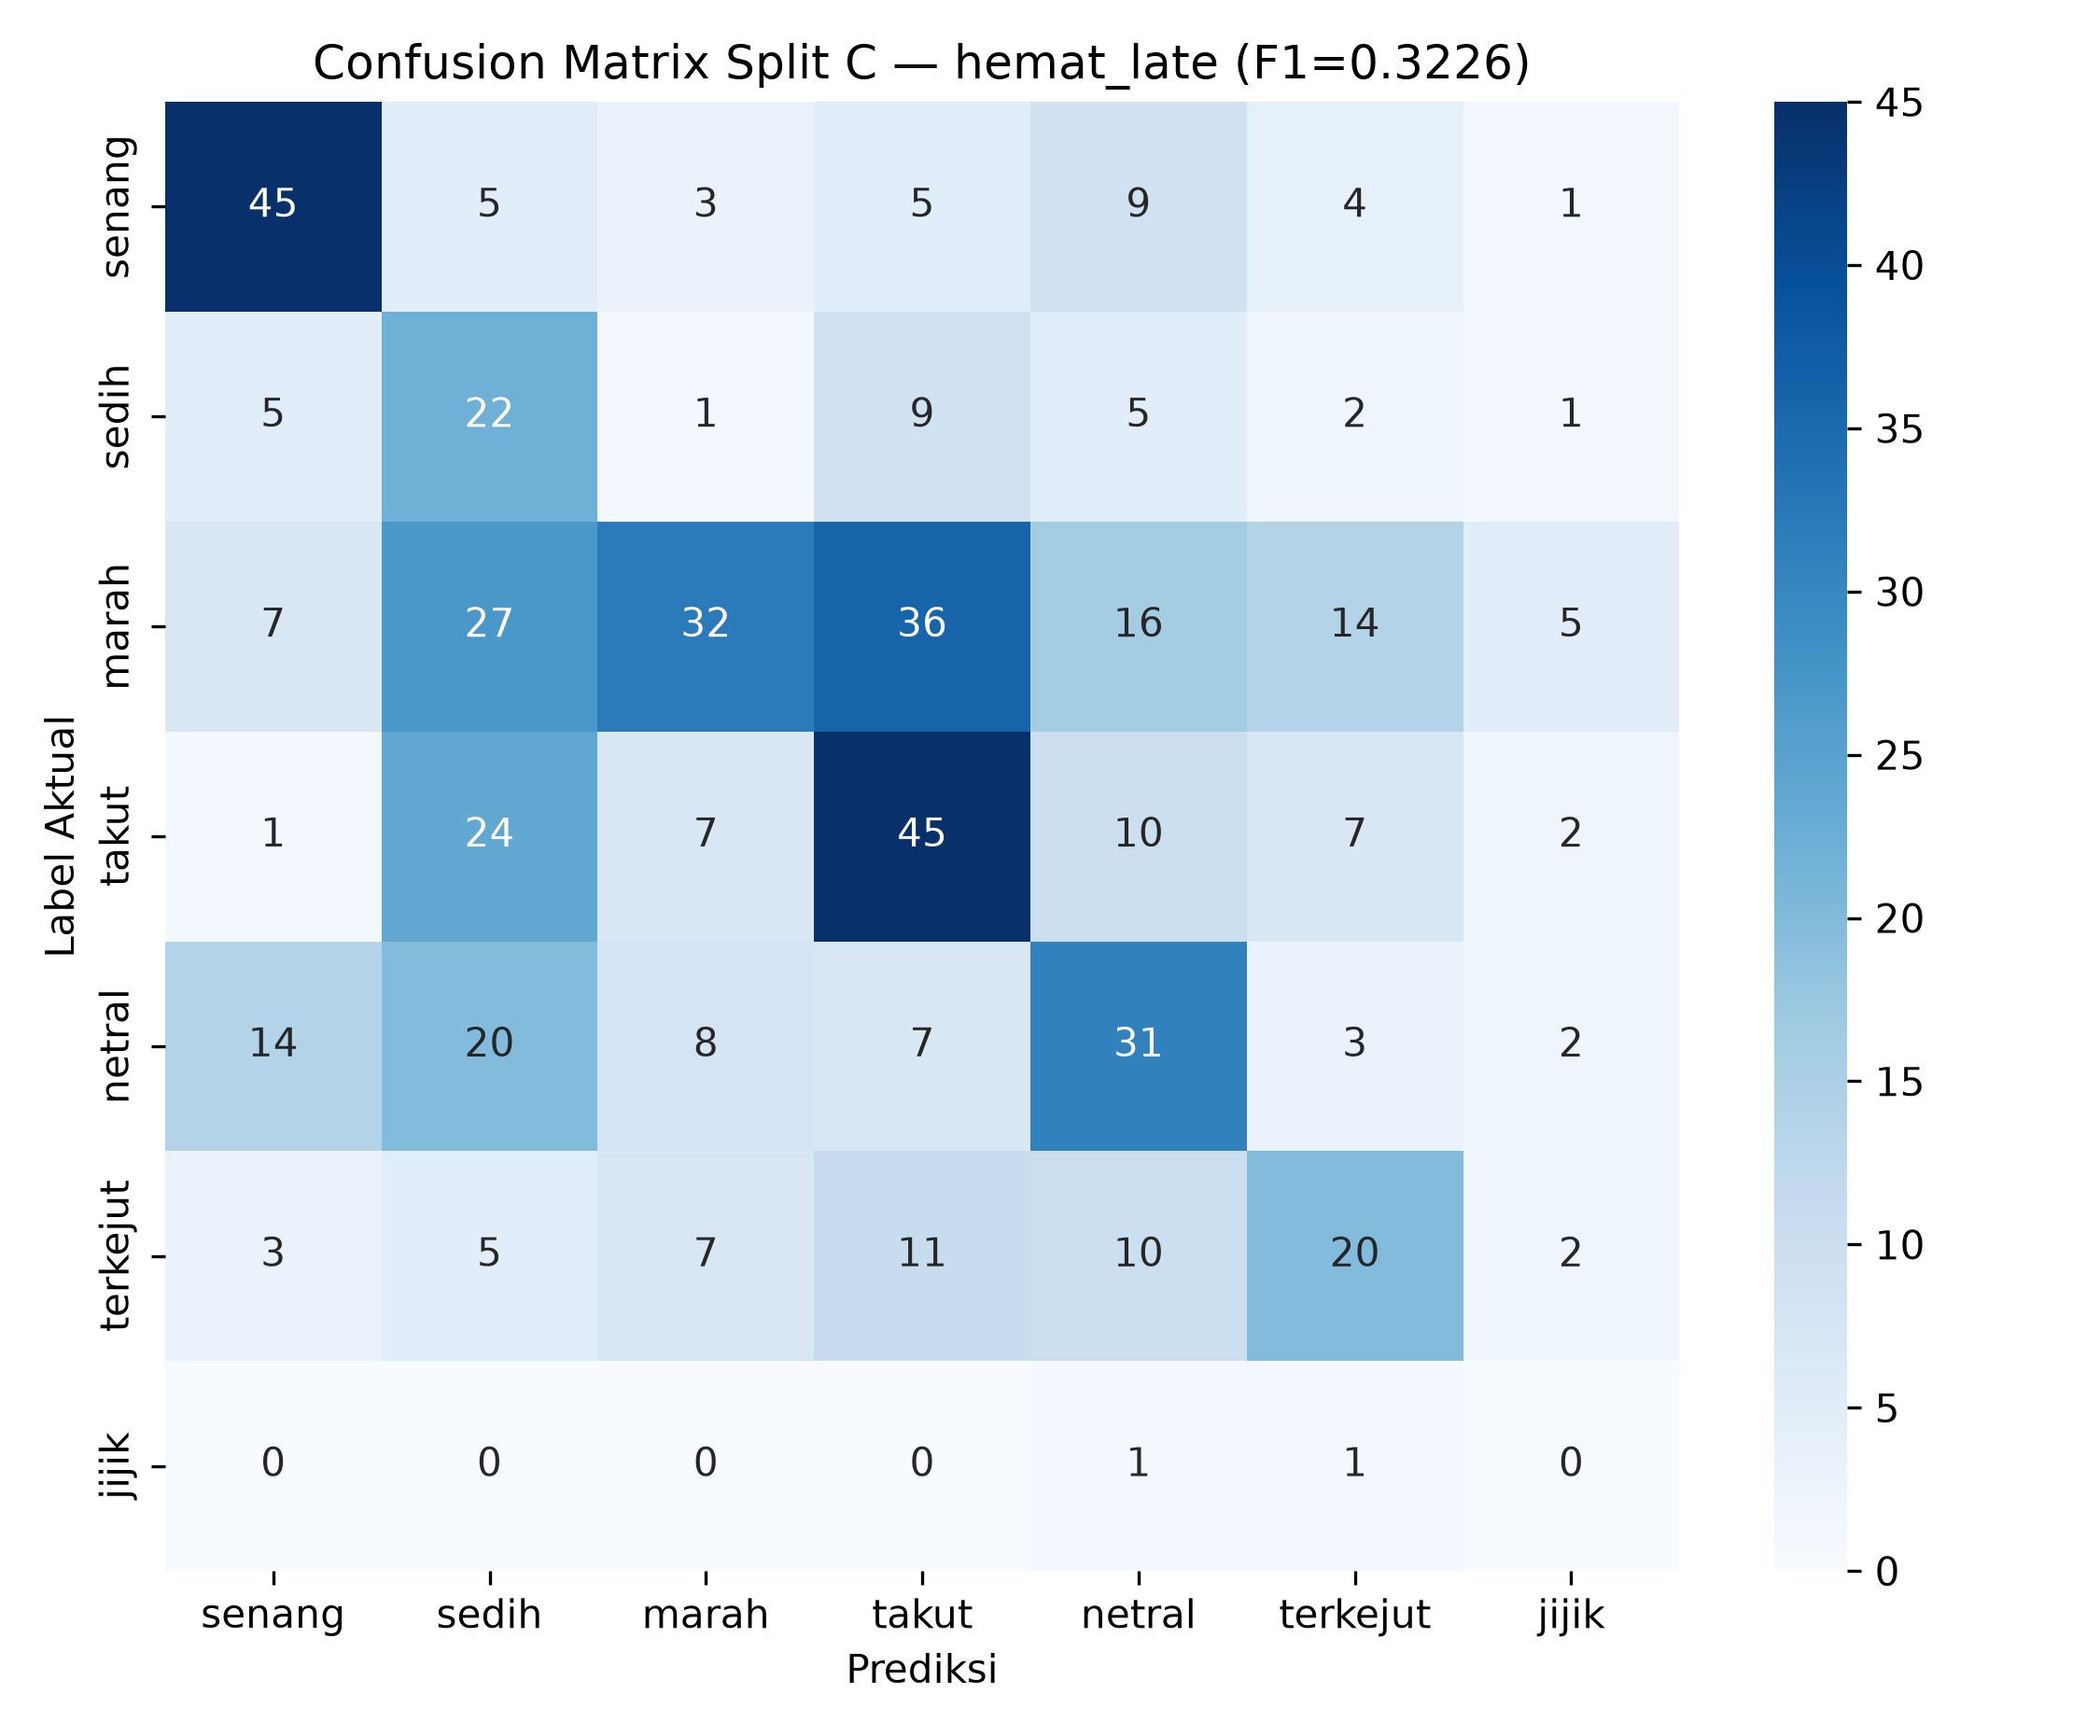 Confusion Matrix Split C — hemat_late (F1=0.3226)
Label Aktual
senang 45 5 3 5 9 4 1
sedih 5 22 1 9 5 2 1
marah 7 27 32 36 16 14 5
takut 1 24 7 45 10 7 2
netral 14 20 8 7 31 3 2
terkejut 3 5 7 11 10 20 2
jijik 0 0 0 0 1 1 0
senang sedih marah takut netral terkejut jijik
Prediksi
45
40
35
30
25
20
15
10
5
0